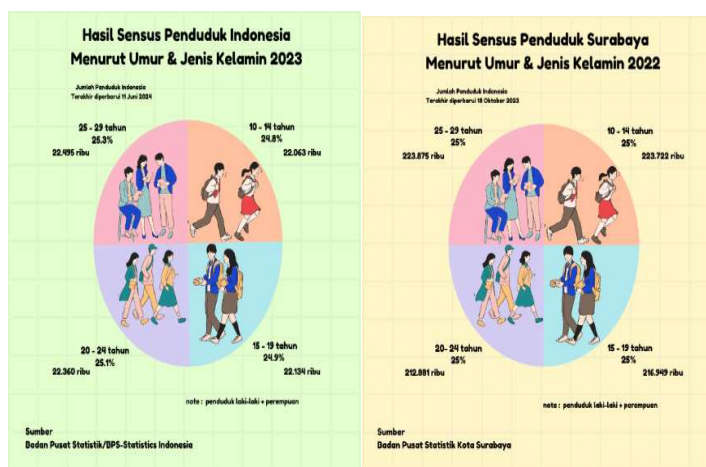 Hasil Sensus Penduduk Indonesia
Menurut Umur & Jenis Kelamin 2023
Jumlah Penduduk Indonesia
Terakhir diperbarui 11 Juni 2024
25 - 29 tahun
25.3%
22.495 ribu
10 - 14 tahun
24.8%
22.063 ribu
20 - 24 tahun
25.1%
22.360 ribu
15 - 19 tahun
24.9%
22.134 ribu
note : penduduk laki-laki + perempuan
Sumber
Badan Pusat Statistik/BPS-Statistics Indonesia
Hasil Sensus Penduduk Surabaya
Menurut Umur & Jenis Kelamin 2022
Jumlah Penduduk Indonesia
Terakhir diperbarui 18 Oktober 2023
25 - 29 tahun
25%
223.875 ribu
10 - 14 tahun
25%
223.722 ribu
20- 24 tahun
25%
212.881 ribu
15 - 19 tahun
25%
216.949 ribu
note : penduduk laki-laki + parempuan
Sumber
Badan Pusat Statistik Kota Surabaya